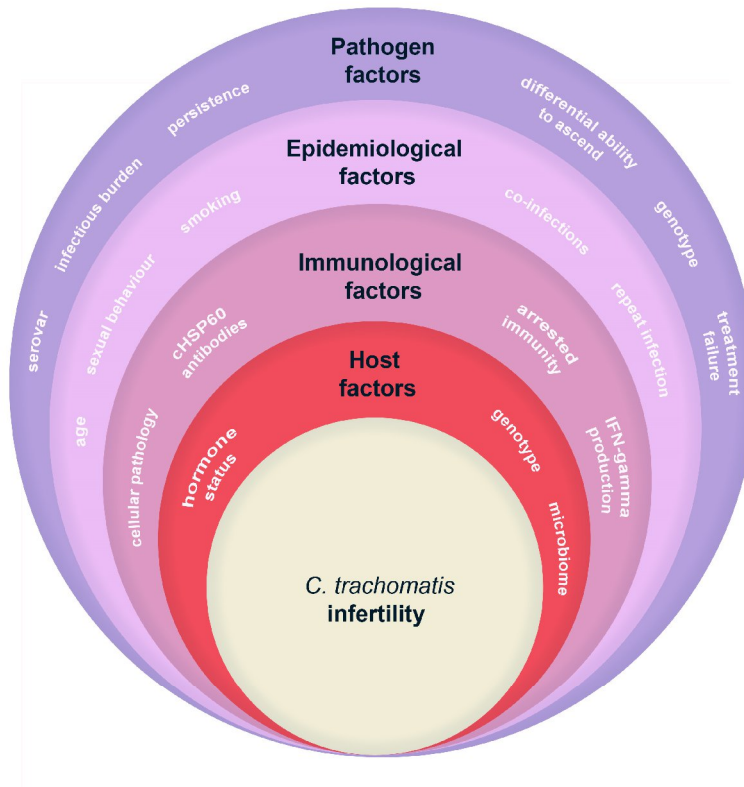 Pathogen
factors
persistence
infectious burden
serovar
differential ability
to ascend
genotype
treatment
failure
Epidemiological
factors
smoking
sexual behaviour
age
co-infections
repeat infection
Immunological
factors
cHSP60
antibodies
cellular pathology
arrested
immunity
IFN-gamma
production
Host
factors
hormone
status
genotype
microbiome
C. trachomatis
infertility